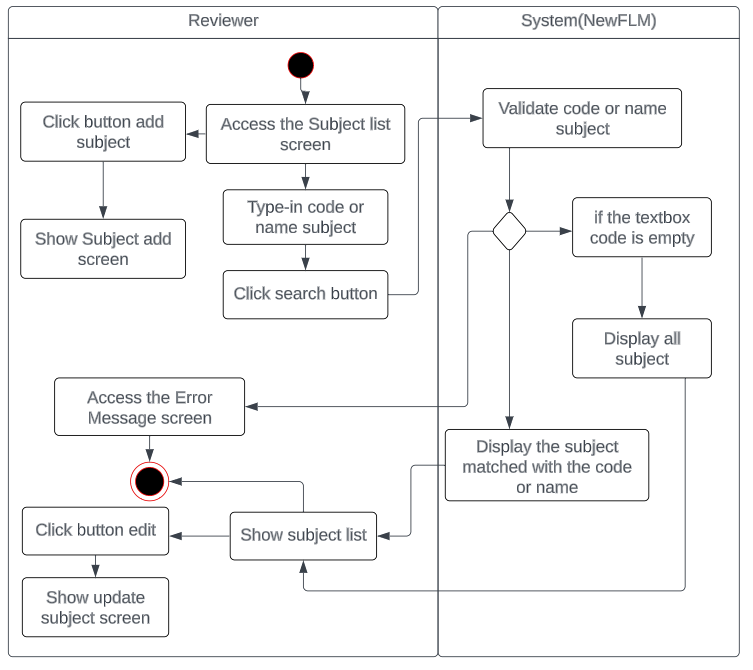 Reviewer
System(NewFLM)
Click button add
subject
Access the Subject list
screen
Validate code or name
subject
Show Subject add
screen
Type-in code or
name subject
if the textbox
code is empty
Click search button
Display all
subject
Access the Error
Message screen
Display the subject
matched with the code
or name
Click button edit
Show subject list
Show update
subject screen